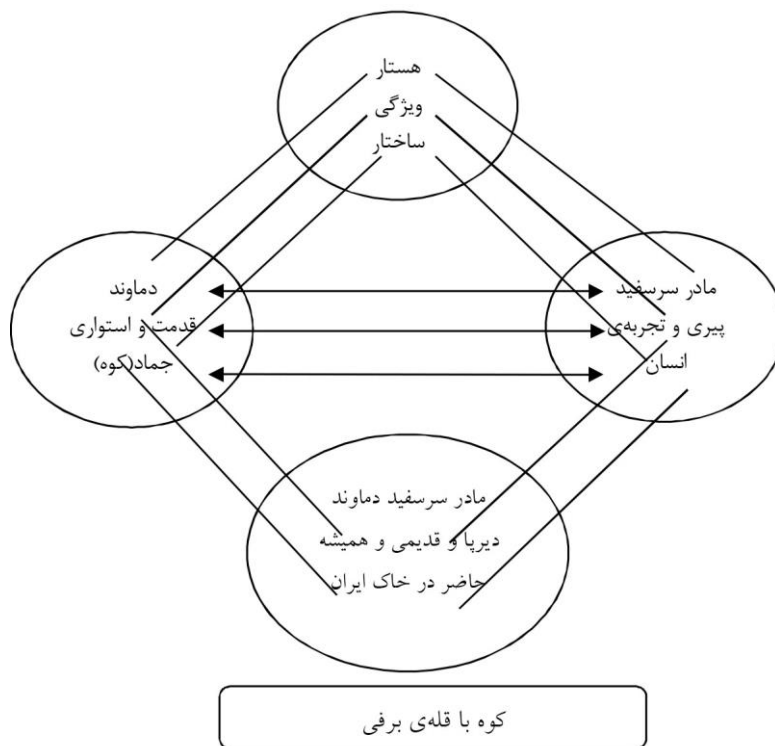 هستار
ویژگی
ساختار
مادر سرسفید
پیری و تجربه‌ی
انسان
دماوند
قدمت و استواری
جماد(کوه)
مادر سرسفید دماوند
دیرپا و قدیمی و همیشه
حاضر در خاک ایران
کوه با قله‌ی برفی